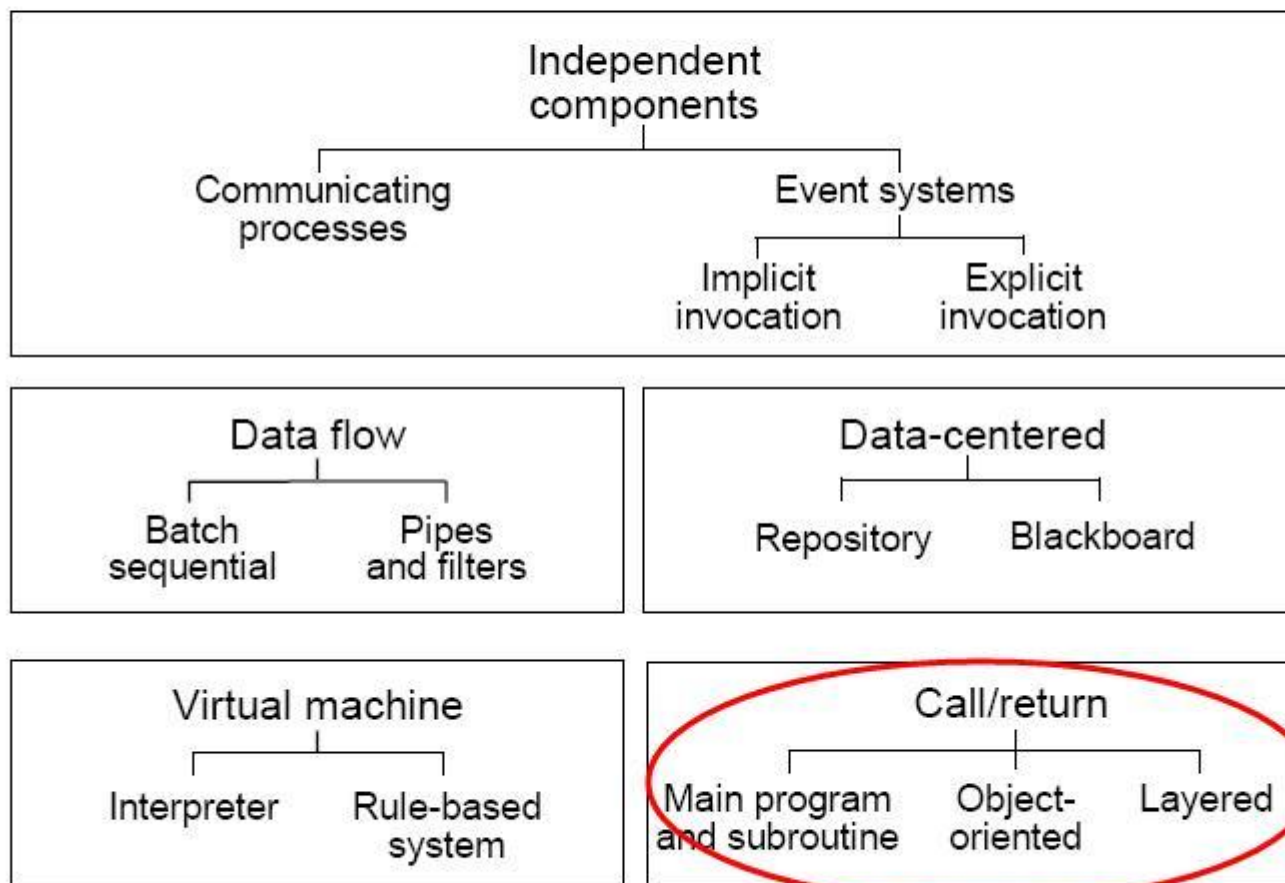 Independent
components
Communicating
processes
Event systems
Implicit
invocation
Explicit
invocation
Data flow
Batch
sequential
Pipes
and filters
Data-centered
Repository
Blackboard
Virtual machine
Interpreter
Rule-based
system
Call/return
Main program
and subroutine
Object-
oriented
Layered